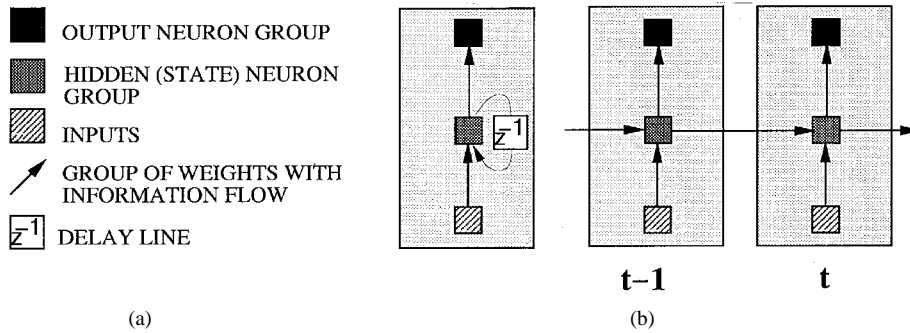 OUTPUT NEURON GROUP
HIDDEN (STATE) NEURON
GROUP
INPUTS
GROUP OF WEIGHTS WITH
INFORMATION FLOW
z⁻¹ DELAY LINE
z⁻¹
t−1
t
(a)
(b)